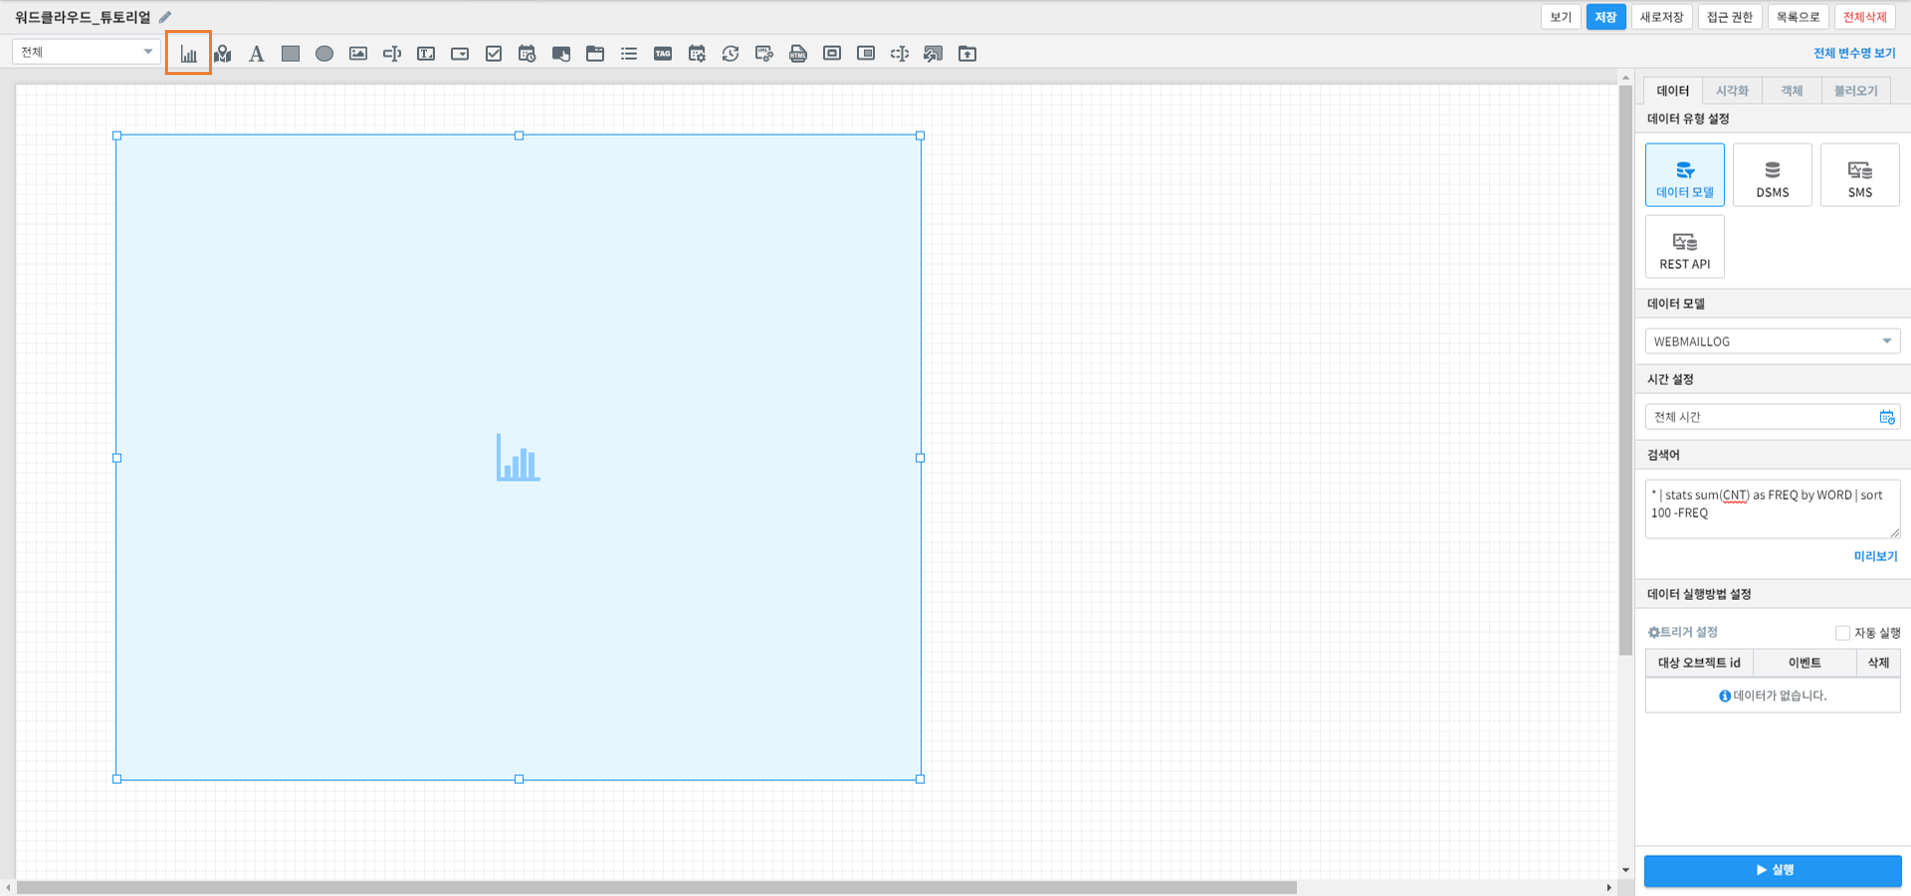 워드클라우드_튜토리얼
보기
저장
새로저장
접근 권한
목록으로
전체삭제
전체
A
T
TAG
URL
HTML
전체 변수명 보기
데이터
시각화
객체
불러오기
데이터 유형 설정
데이터 모델
DSMS
SMS
REST API
데이터 모델
WEBMAILLOG
시간 설정
전체 시간
검색어
* | stats sum(CNT) as FREQ by WORD | sort
100 -FREQ
미리보기
데이터 실행방법 설정
트리거 설정
자동 실행
대상 오브젝트 id
이벤트
삭제
데이터가 없습니다.
실행